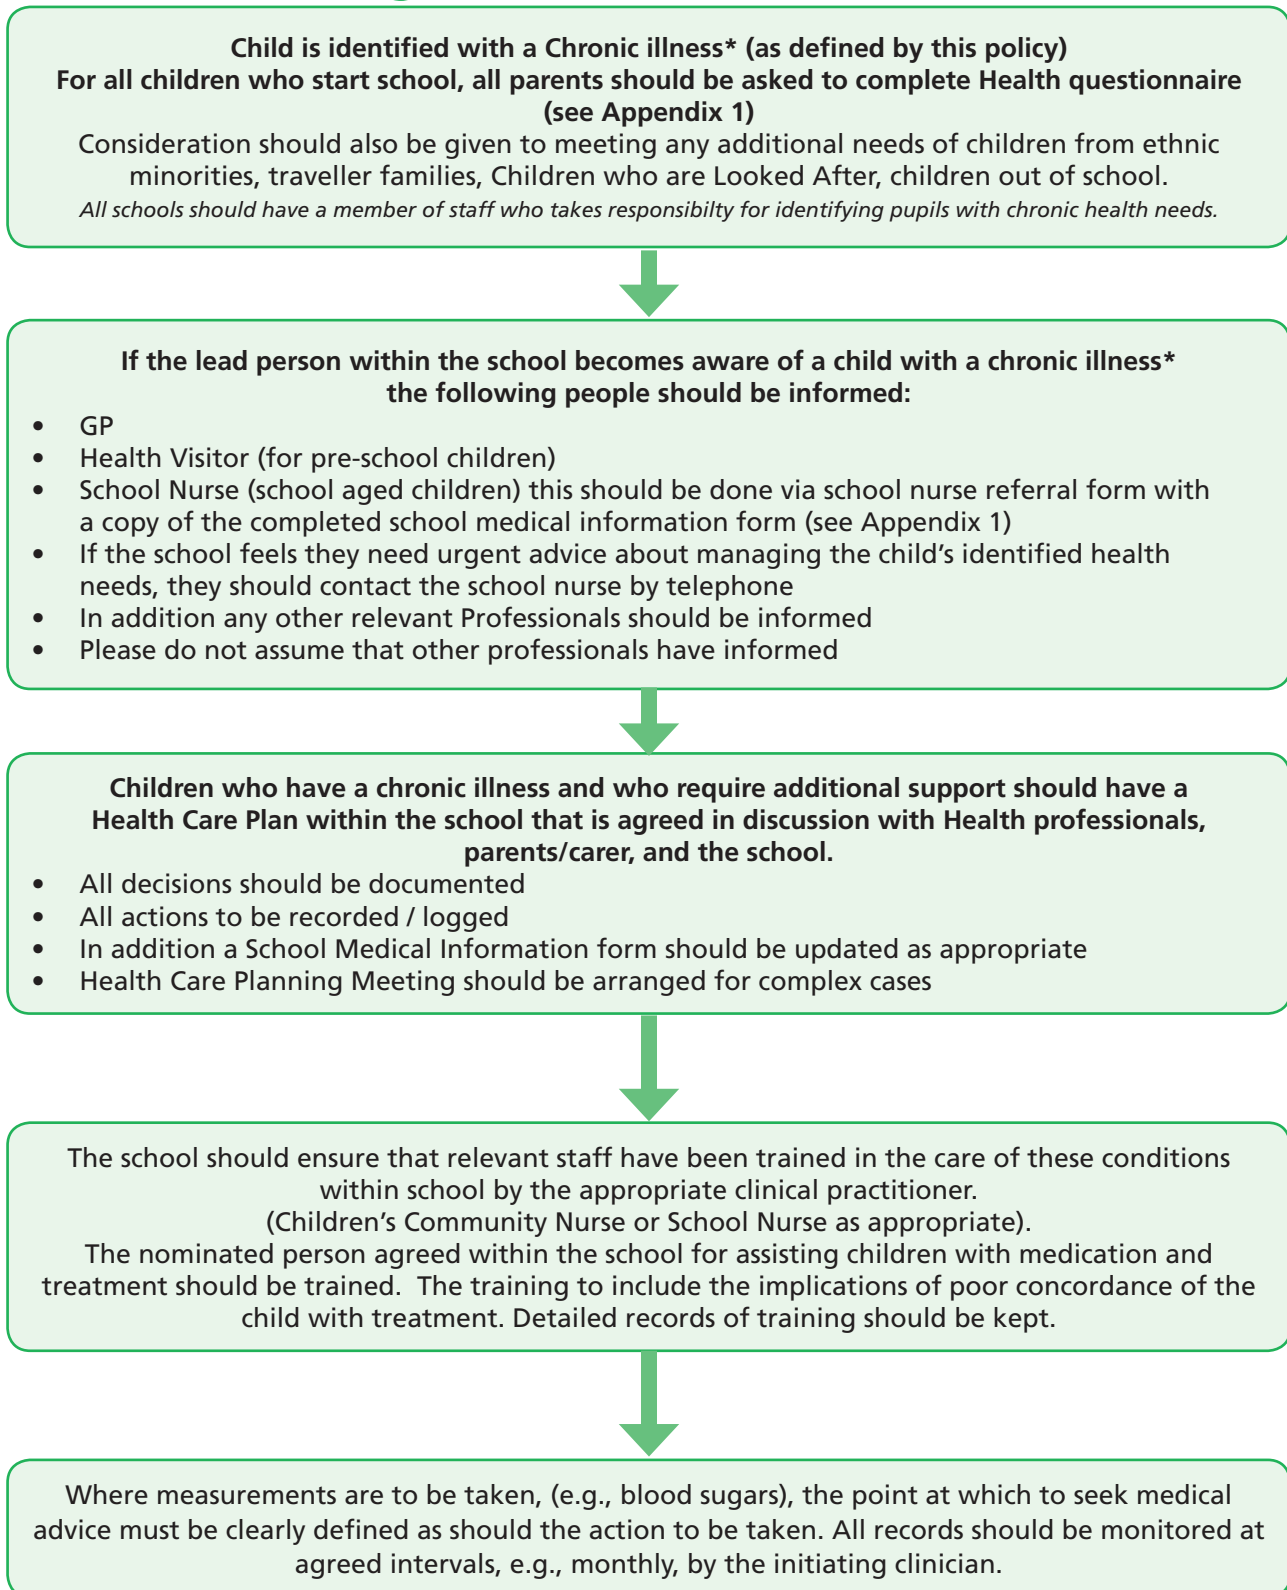 Child is identified with a Chronic illness* (as defined by this policy)
For all children who start school, all parents should be asked to complete Health questionnaire
(see Appendix 1)
Consideration should also be given to meeting any additional needs of children from ethnic
minorities, traveller families, Children who are Looked After, children out of school.
All schools should have a member of staff who takes responsibilty for identifying pupils with chronic health needs.
If the lead person within the school becomes aware of a child with a chronic illness*
the following people should be informed:
• GP
• Health Visitor (for pre-school children)
• School Nurse (school aged children) this should be done via school nurse referral form with
a copy of the completed school medical information form (see Appendix 1)
• If the school feels they need urgent advice about managing the child’s identified health
needs, they should contact the school nurse by telephone
• In addition any other relevant Professionals should be informed
• Please do not assume that other professionals have informed
Children who have a chronic illness and who require additional support should have a
Health Care Plan within the school that is agreed in discussion with Health professionals,
parents/carer, and the school.
• All decisions should be documented
• All actions to be recorded / logged
• In addition a School Medical Information form should be updated as appropriate
• Health Care Planning Meeting should be arranged for complex cases
The school should ensure that relevant staff have been trained in the care of these conditions
within school by the appropriate clinical practitioner.
(Children’s Community Nurse or School Nurse as appropriate).
The nominated person agreed within the school for assisting children with medication and
treatment should be trained. The training to include the implications of poor concordance of the
child with treatment. Detailed records of training should be kept.
Where measurements are to be taken, (e.g., blood sugars), the point at which to seek medical
advice must be clearly defined as should the action to be taken. All records should be monitored at
agreed intervals, e.g., monthly, by the initiating clinician.